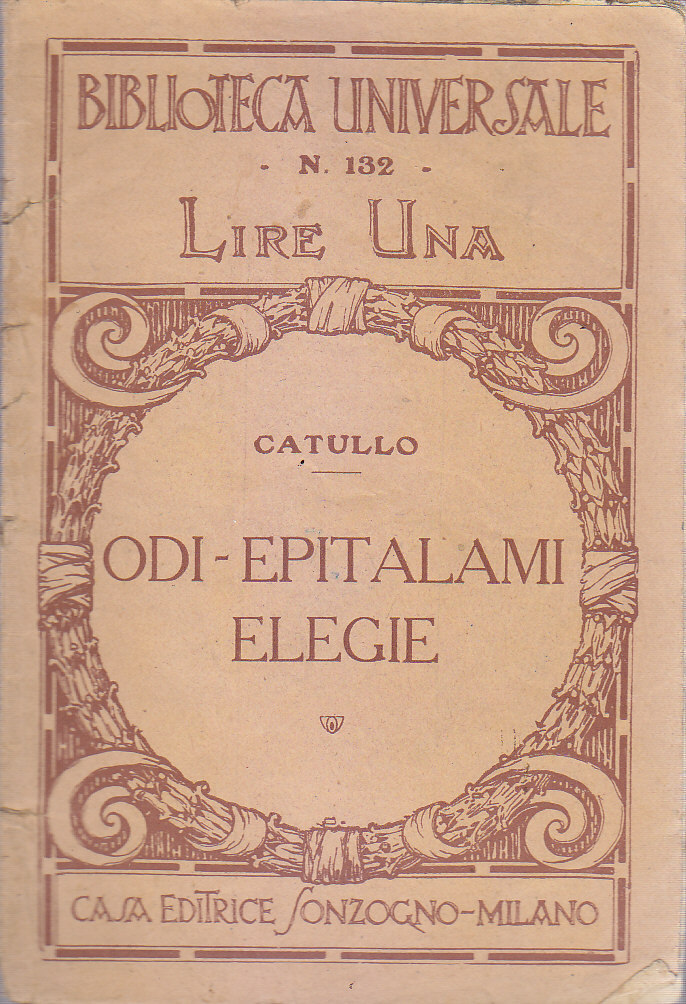 BIBLIOTECA UNIVERSALE
- N. 132 -
LIRE UNA
CATULLO
ODI - EPITALAMI
ELEGIE
CASA EDITRICE SONZOGNO - MILANO